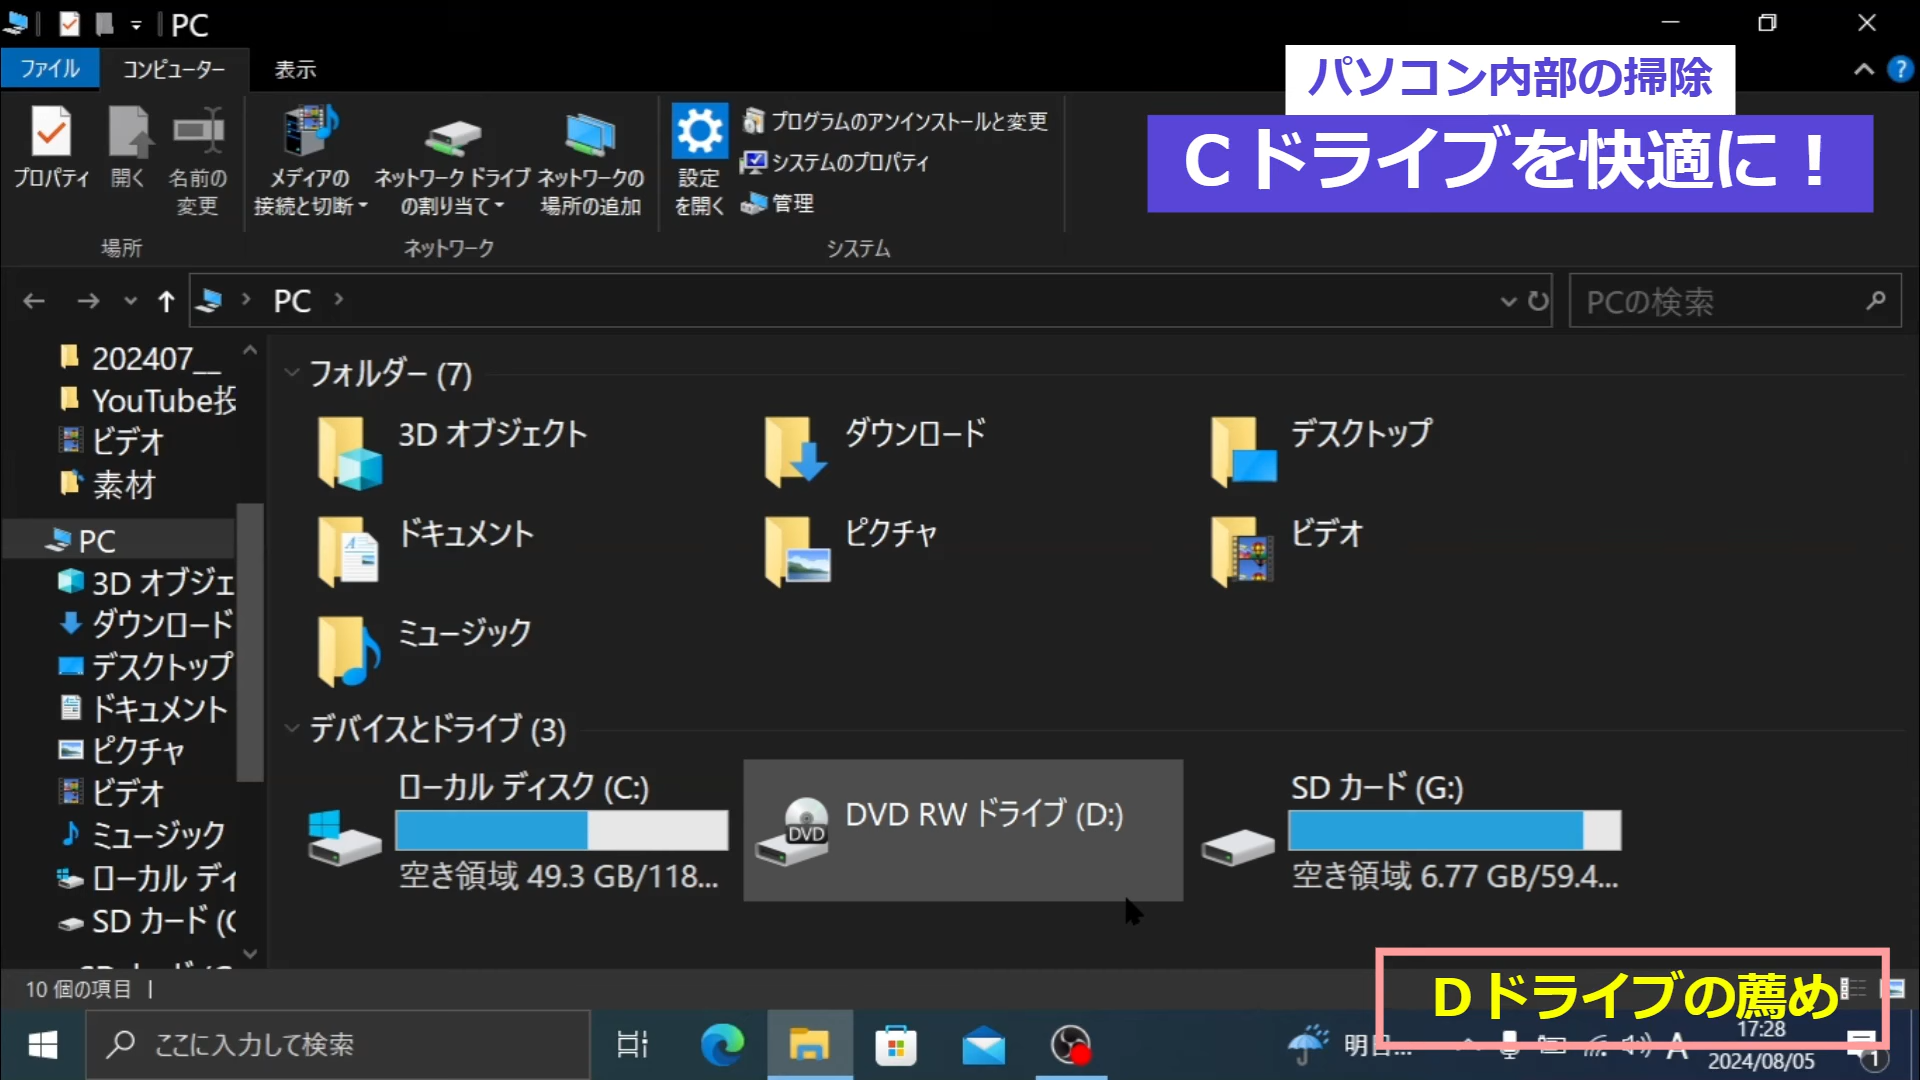 PC
ファイル
コンピューター
表示
パソコン内部の掃除
Cドライブを快適に！
プロパティ
開く
名前の
変更
メディアの
接続と切断
ネットワーク ドライブ
の割り当て
ネットワークの
場所の追加
設定
を開く
プログラムのアンインストールと変更
システムのプロパティ
管理
場所
ネットワーク
システム
PC
PCの検索
202407__
YouTube投
ビデオ
素材
PC
3D オブジェ
ダウンロード
デスクトップ
ドキュメント
ピクチャ
ビデオ
ミュージック
ローカル ディ
SD カード (
フォルダー (7)
3D オブジェクト
ダウンロード
デスクトップ
ドキュメント
ピクチャ
ビデオ
ミュージック
デバイスとドライブ (3)
ローカル ディスク (C:)
空き領域 49.3 GB/118...
DVD
DVD RW ドライブ (D:)
SD カード (G:)
空き領域 6.77 GB/59.4...
10 個の項目
Dドライブの薦め
ここに入力して検索
明日...
A
17:28
2024/08/05
1